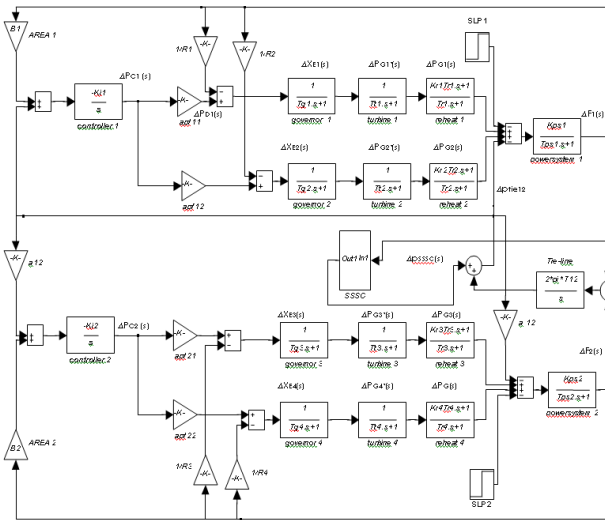 B1
AREA 1
SLP1
-K-
1/R1
-K-
1/R2
ΔXE1(s)
ΔPG1'(s)
ΔPG1(s)
ΔPC1(s)
-Ki1
s
controller 1
-K-
apf 11
ΔPD1(s)
1
Tg1.s+1
governor 1
1
Tt1.s+1
turbine 1
Kr1Tr1.s+1
Tr1.s+1
reheat 1
ΔF1(s)
Kps1
Tps1.s+1
powersystem 1
ΔXE2(s)
ΔPG2'(s)
ΔPG2(s)
-K-
apf 12
1
Tg2.s+1
governor 2
1
Tt2.s+1
turbine 2
Kr2Tr2.s+1
Tr2.s+1
reheat 2
Δptie12
-K-
a 12
Out1 In1
SSSC
ΔpSSSC(s)
Tie-line
2*pi*T12
s
-K-
a 12
ΔPC2(s)
-Ki2
s
controller 2
-K-
apf 21
ΔXE3(s)
ΔPG3'(s)
ΔPG3(s)
1
Tg3.s+1
governor 3
1
Tt3.s+1
turbine 3
Kr3Tr3.s+1
Tr3.s+1
reheat 3
ΔF2(s)
Kps2
Tps2.s+1
powersystem 2
ΔXE4(s)
ΔPG4'(s)
ΔPG(s)
-K-
apf 22
1
Tg4.s+1
governor 4
1
Tt4.s+1
turbine 4
Kr4Tr4.s+1
Tr4.s+1
reheat 4
B2
AREA 2
1/R3
-K-
-K-
1/R4
SLP2